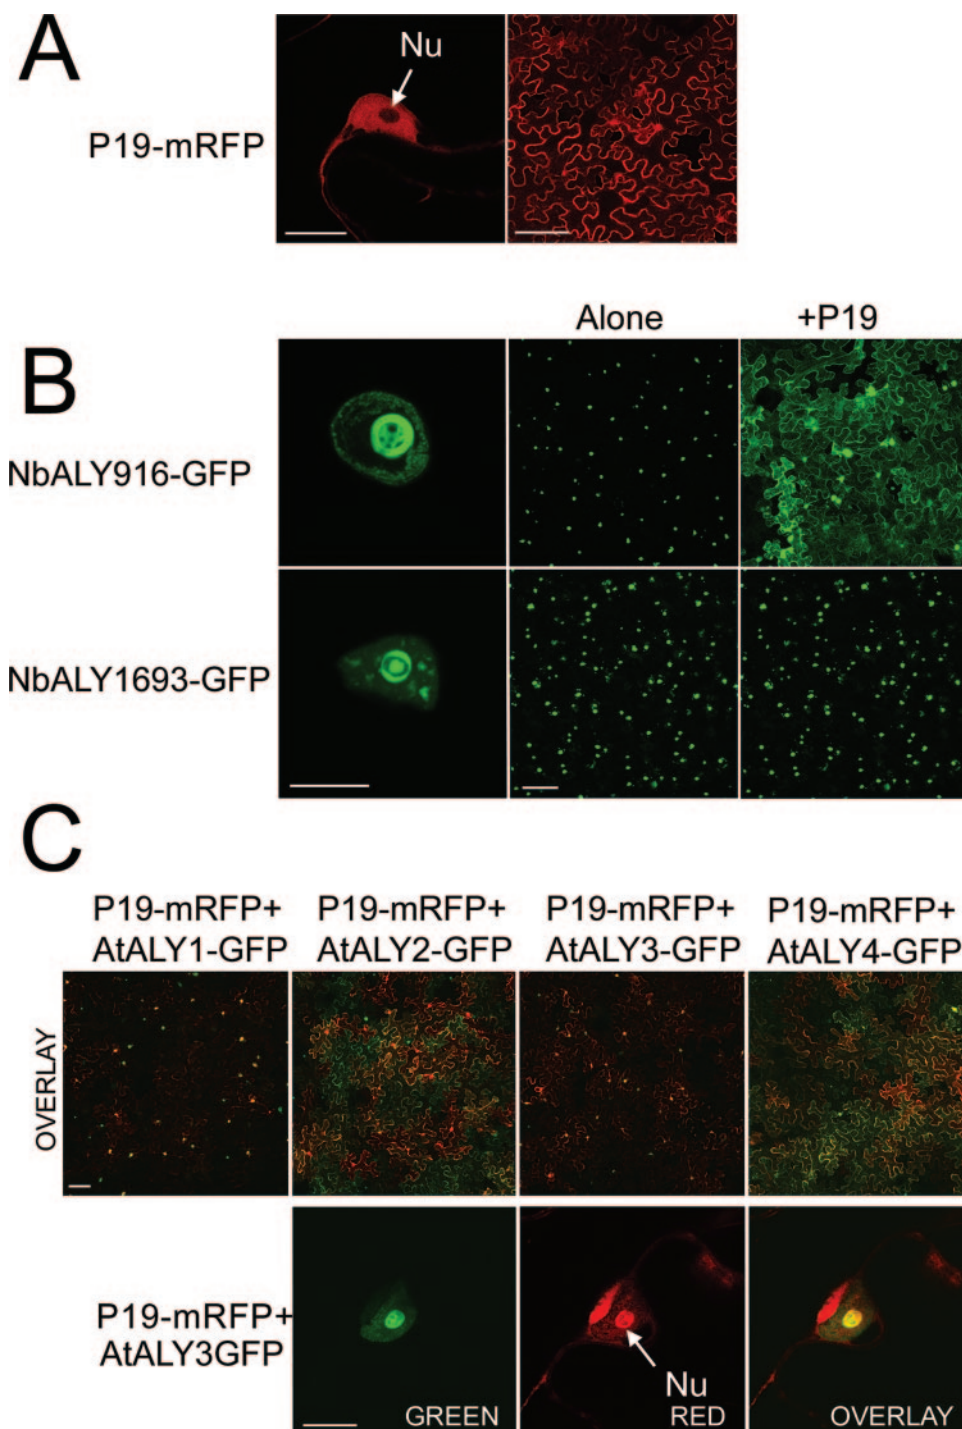 A
Nu
P19-mRFP
Alone
+P19
B
NbALY916-GFP
NbALY1693-GFP
C
P19-mRFP+
AtALY1-GFP
P19-mRFP+
AtALY2-GFP
P19-mRFP+
AtALY3-GFP
P19-mRFP+
AtALY4-GFP
OVERLAY
P19-mRFP+
AtALY3GFP
GREEN
Nu
RED
OVERLAY